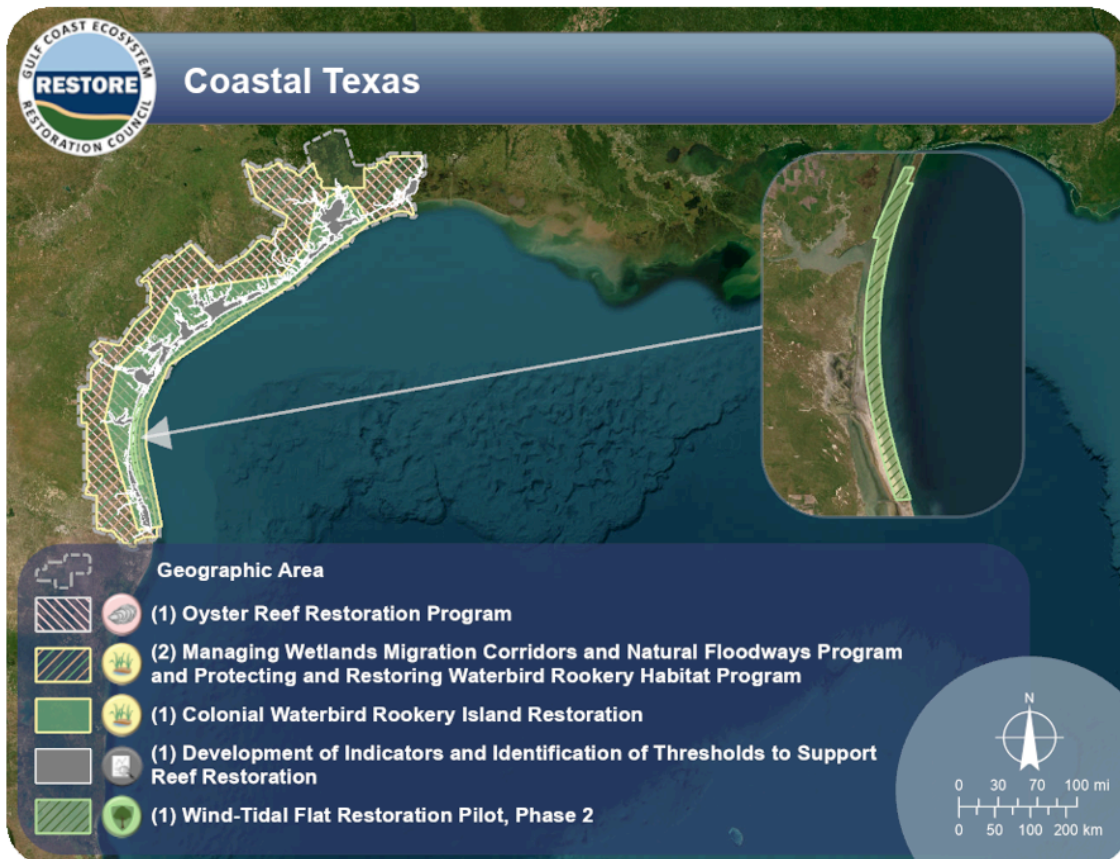 GULF COAST ECOSYSTEM
RESTORE
RESTORATION COUNCIL
Coastal Texas
Geographic Area
(1) Oyster Reef Restoration Program
(2) Managing Wetlands Migration Corridors and Natural Floodways Program
and Protecting and Restoring Waterbird Rookery Habitat Program
(1) Colonial Waterbird Rookery Island Restoration
(1) Development of Indicators and Identification of Thresholds to Support
Reef Restoration
(1) Wind-Tidal Flat Restoration Pilot, Phase 2
N
0 30 70 100 mi
0 50 100 200 km